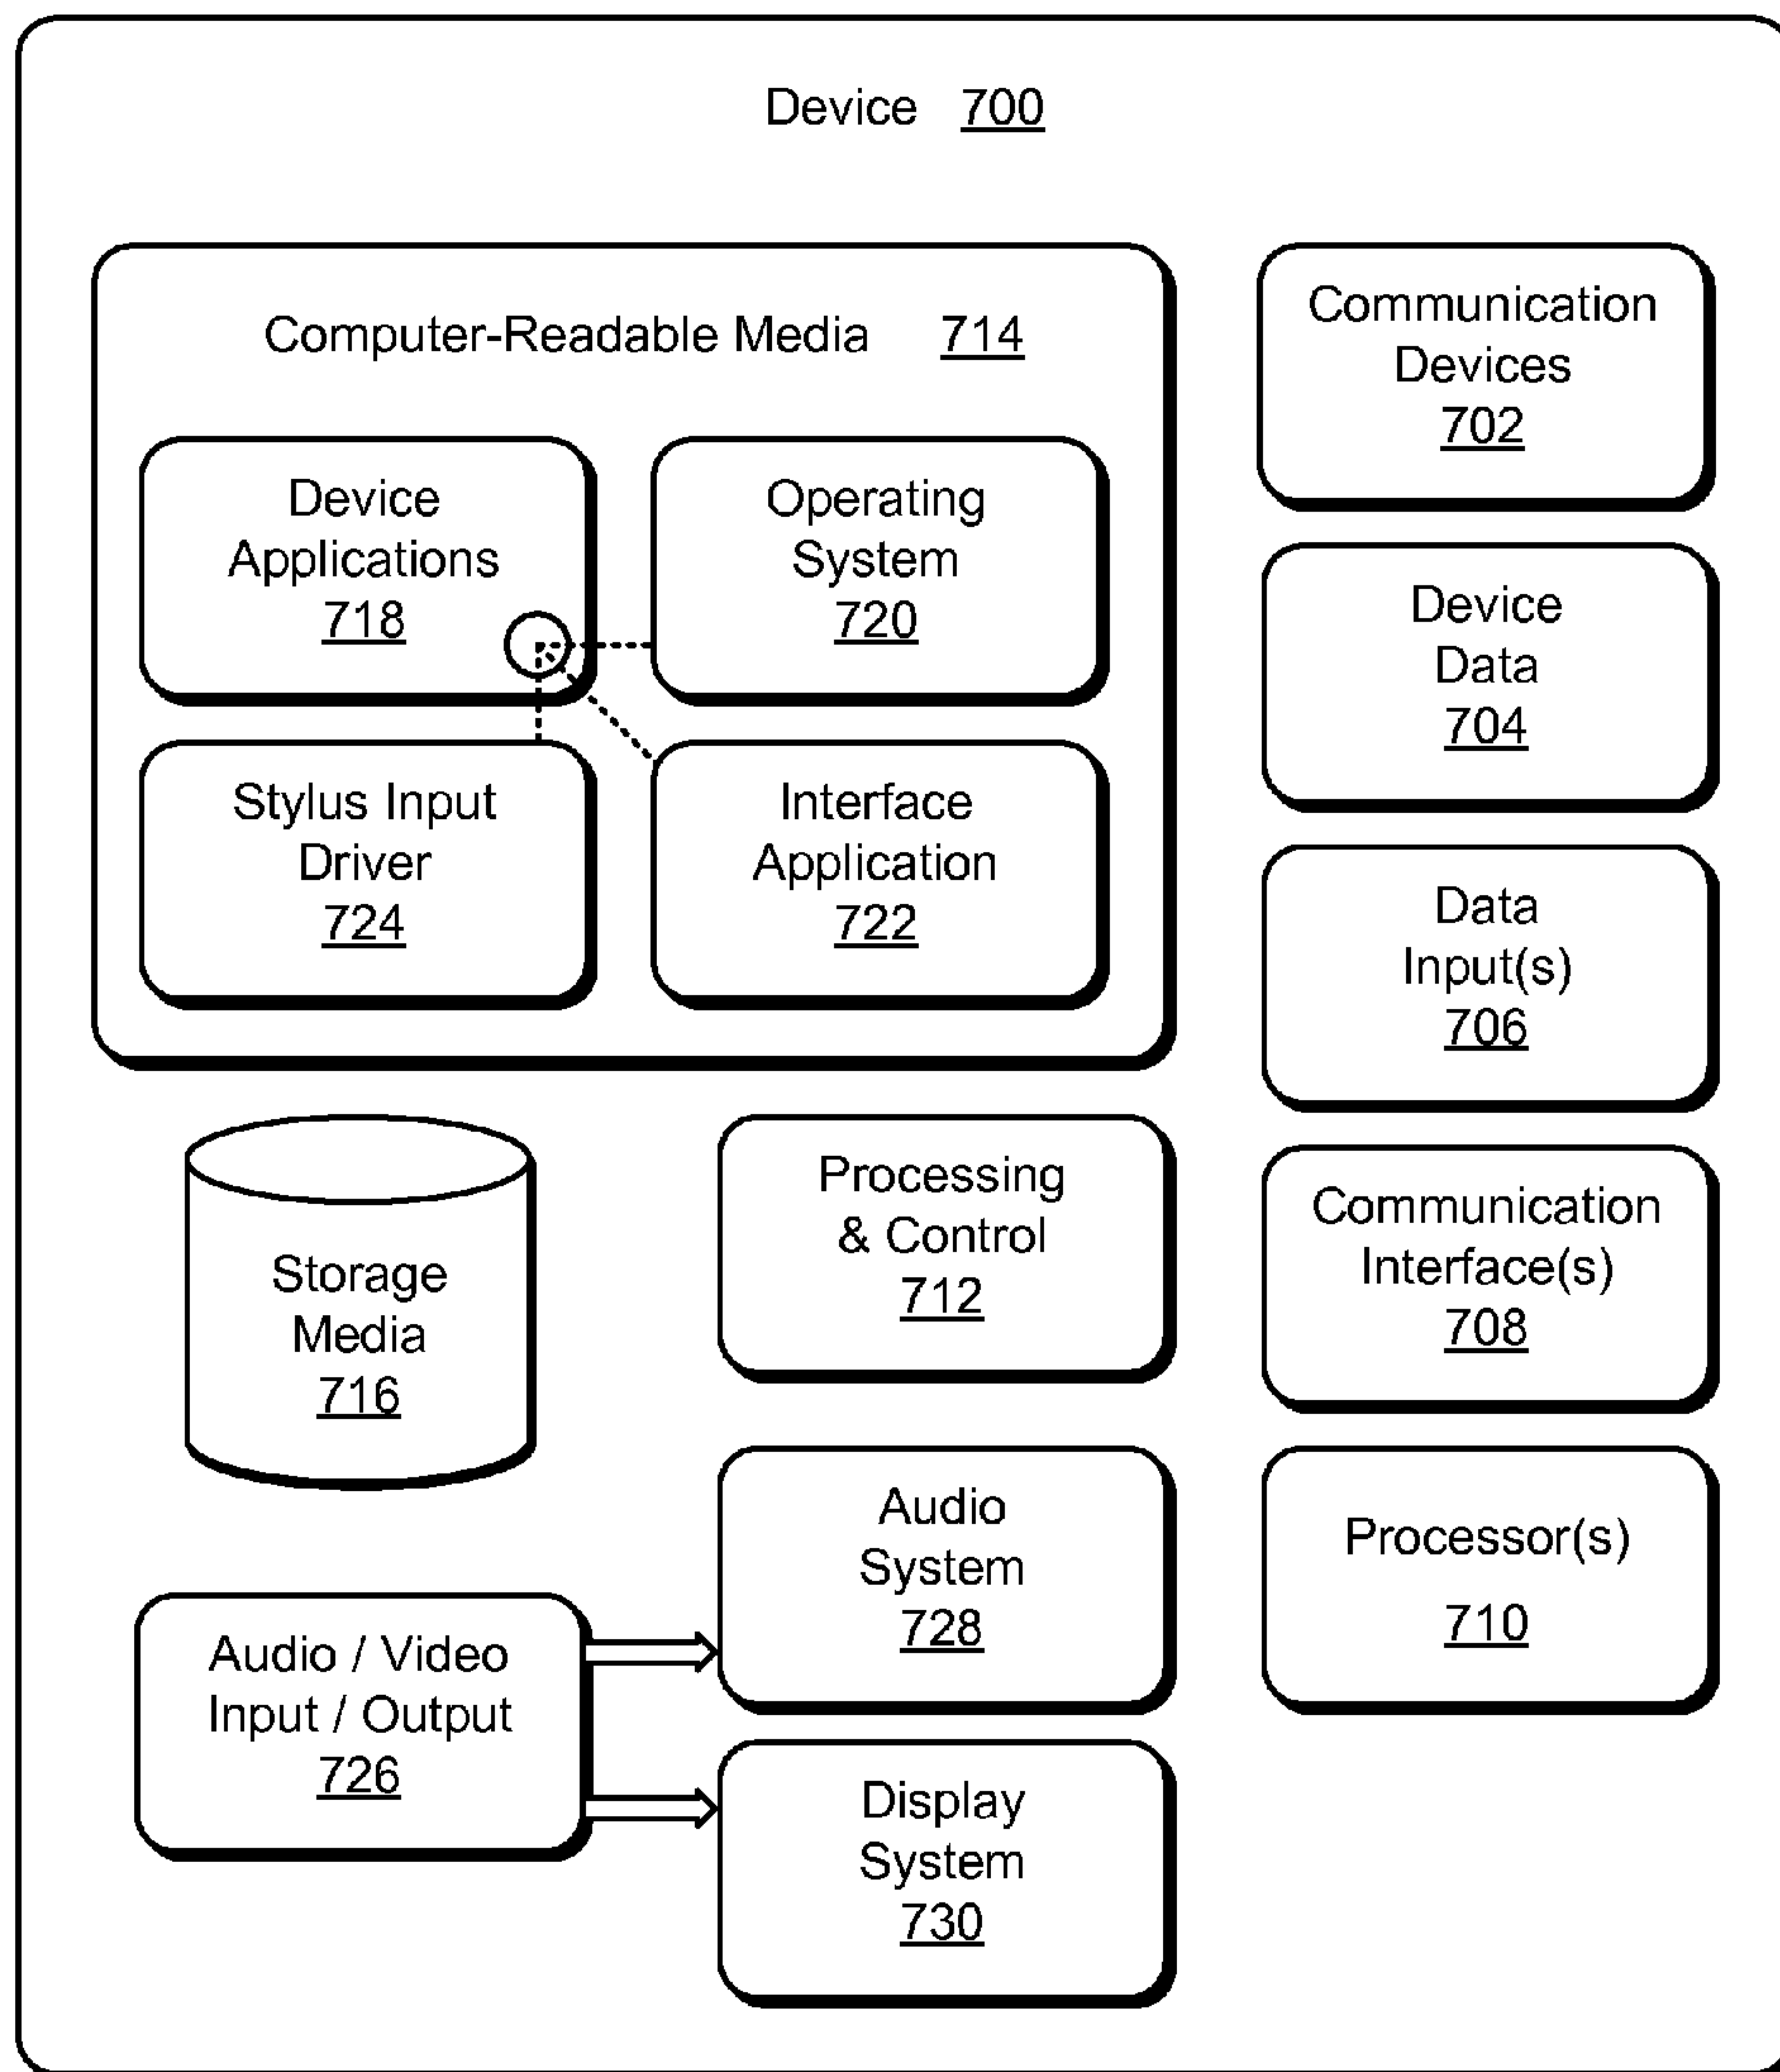 Device 700
Computer-Readable Media 714
Device
Applications
718
Operating
System
720
Stylus Input
Driver
724
Interface
Application
722
Storage
Media
716
Processing
& Control
712
Audio / Video
Input / Output
726
Audio
System
728
Display
System
730
Communication
Devices
702
Device
Data
704
Data
Input(s)
706
Communication
Interface(s)
708
Processor(s)
710